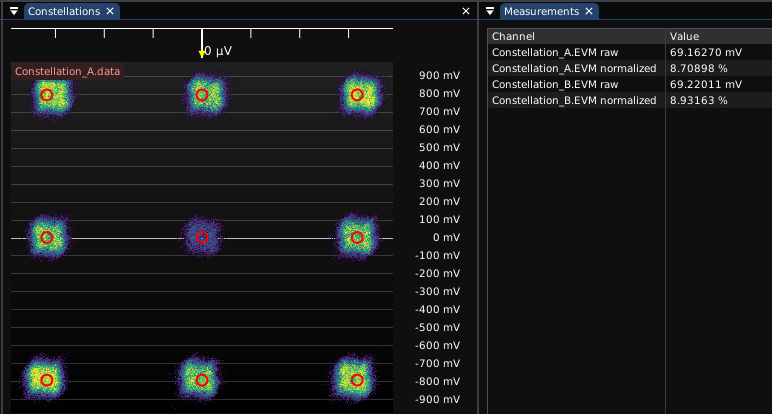 Constellations ×
×
Measurements ×
0 µV
Constellation_A.data
900 mV
800 mV
700 mV
600 mV
500 mV
400 mV
300 mV
200 mV
100 mV
0 mV
-100 mV
-200 mV
-300 mV
-400 mV
-500 mV
-600 mV
-700 mV
-800 mV
-900 mV
Channel Value
Constellation_A.EVM raw 69.16270 mV
Constellation_A.EVM normalized 8.70898 %
Constellation_B.EVM raw 69.22011 mV
Constellation_B.EVM normalized 8.93163 %